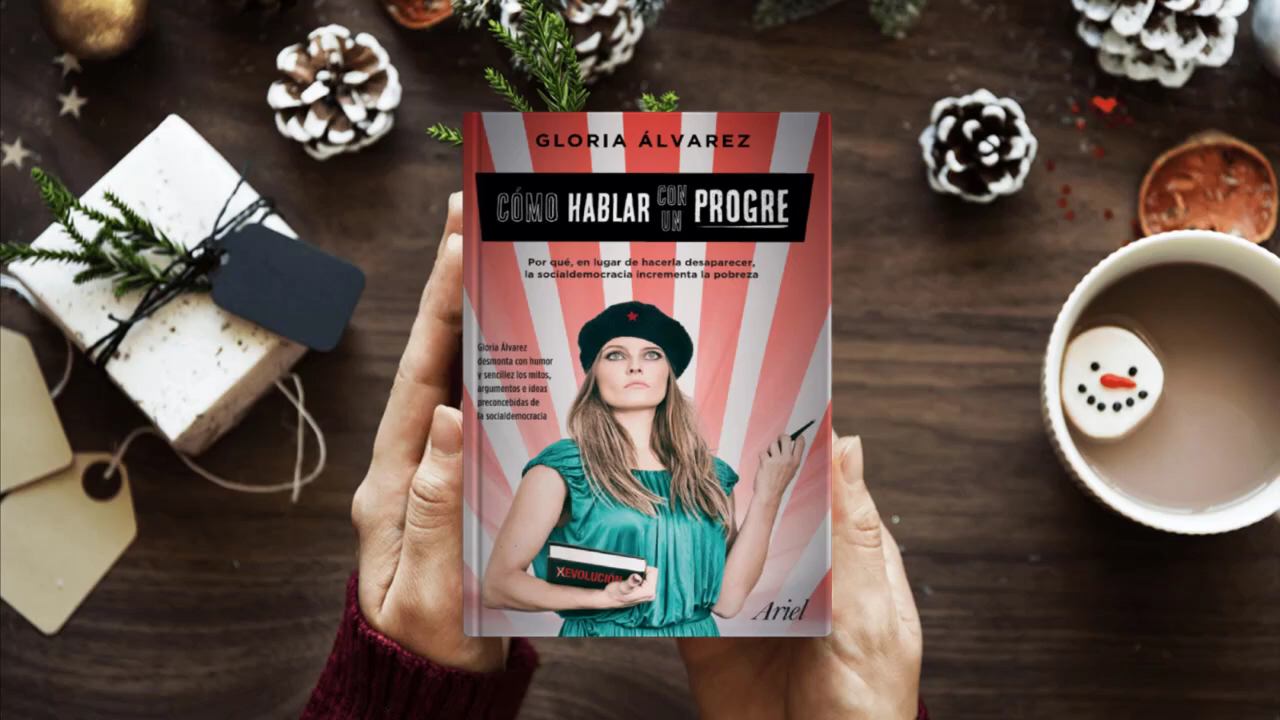 GLORIA ÁLVAREZ
CÓMO HABLAR CON UN PROGRE
Por qué, en lugar de hacerla desaparecer,
la socialdemocracia incrementa la pobreza
Gloria Álvarez
desmonta con humor
y sencillez los mitos,
argumentos e ideas
preconcebidas de
la socialdemocracia
XEVOLUCIÓN
Ariel